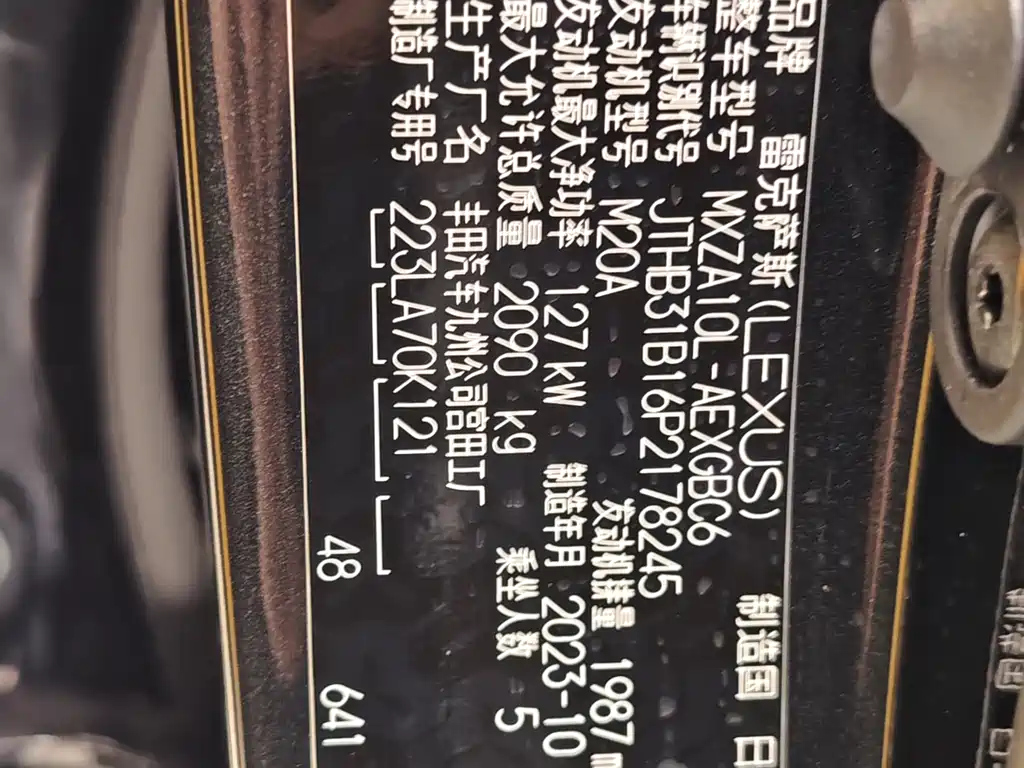 品牌 雷克萨斯(LEXUS) 制造国 日
整车型号 MXZA10L-AEXGBC6
车辆识别代号 JTHB31B16P2178245
发动机型号 M20A 发动机排量 1987 m
发动机最大净功率 127 kW 制造年月 2023-10
最大允许总质量 2090 kg 乘坐人数 5
生产厂名 丰田汽车九州公司宫田工厂
制造厂专用号 223LA70K121
48 641
制造国 日